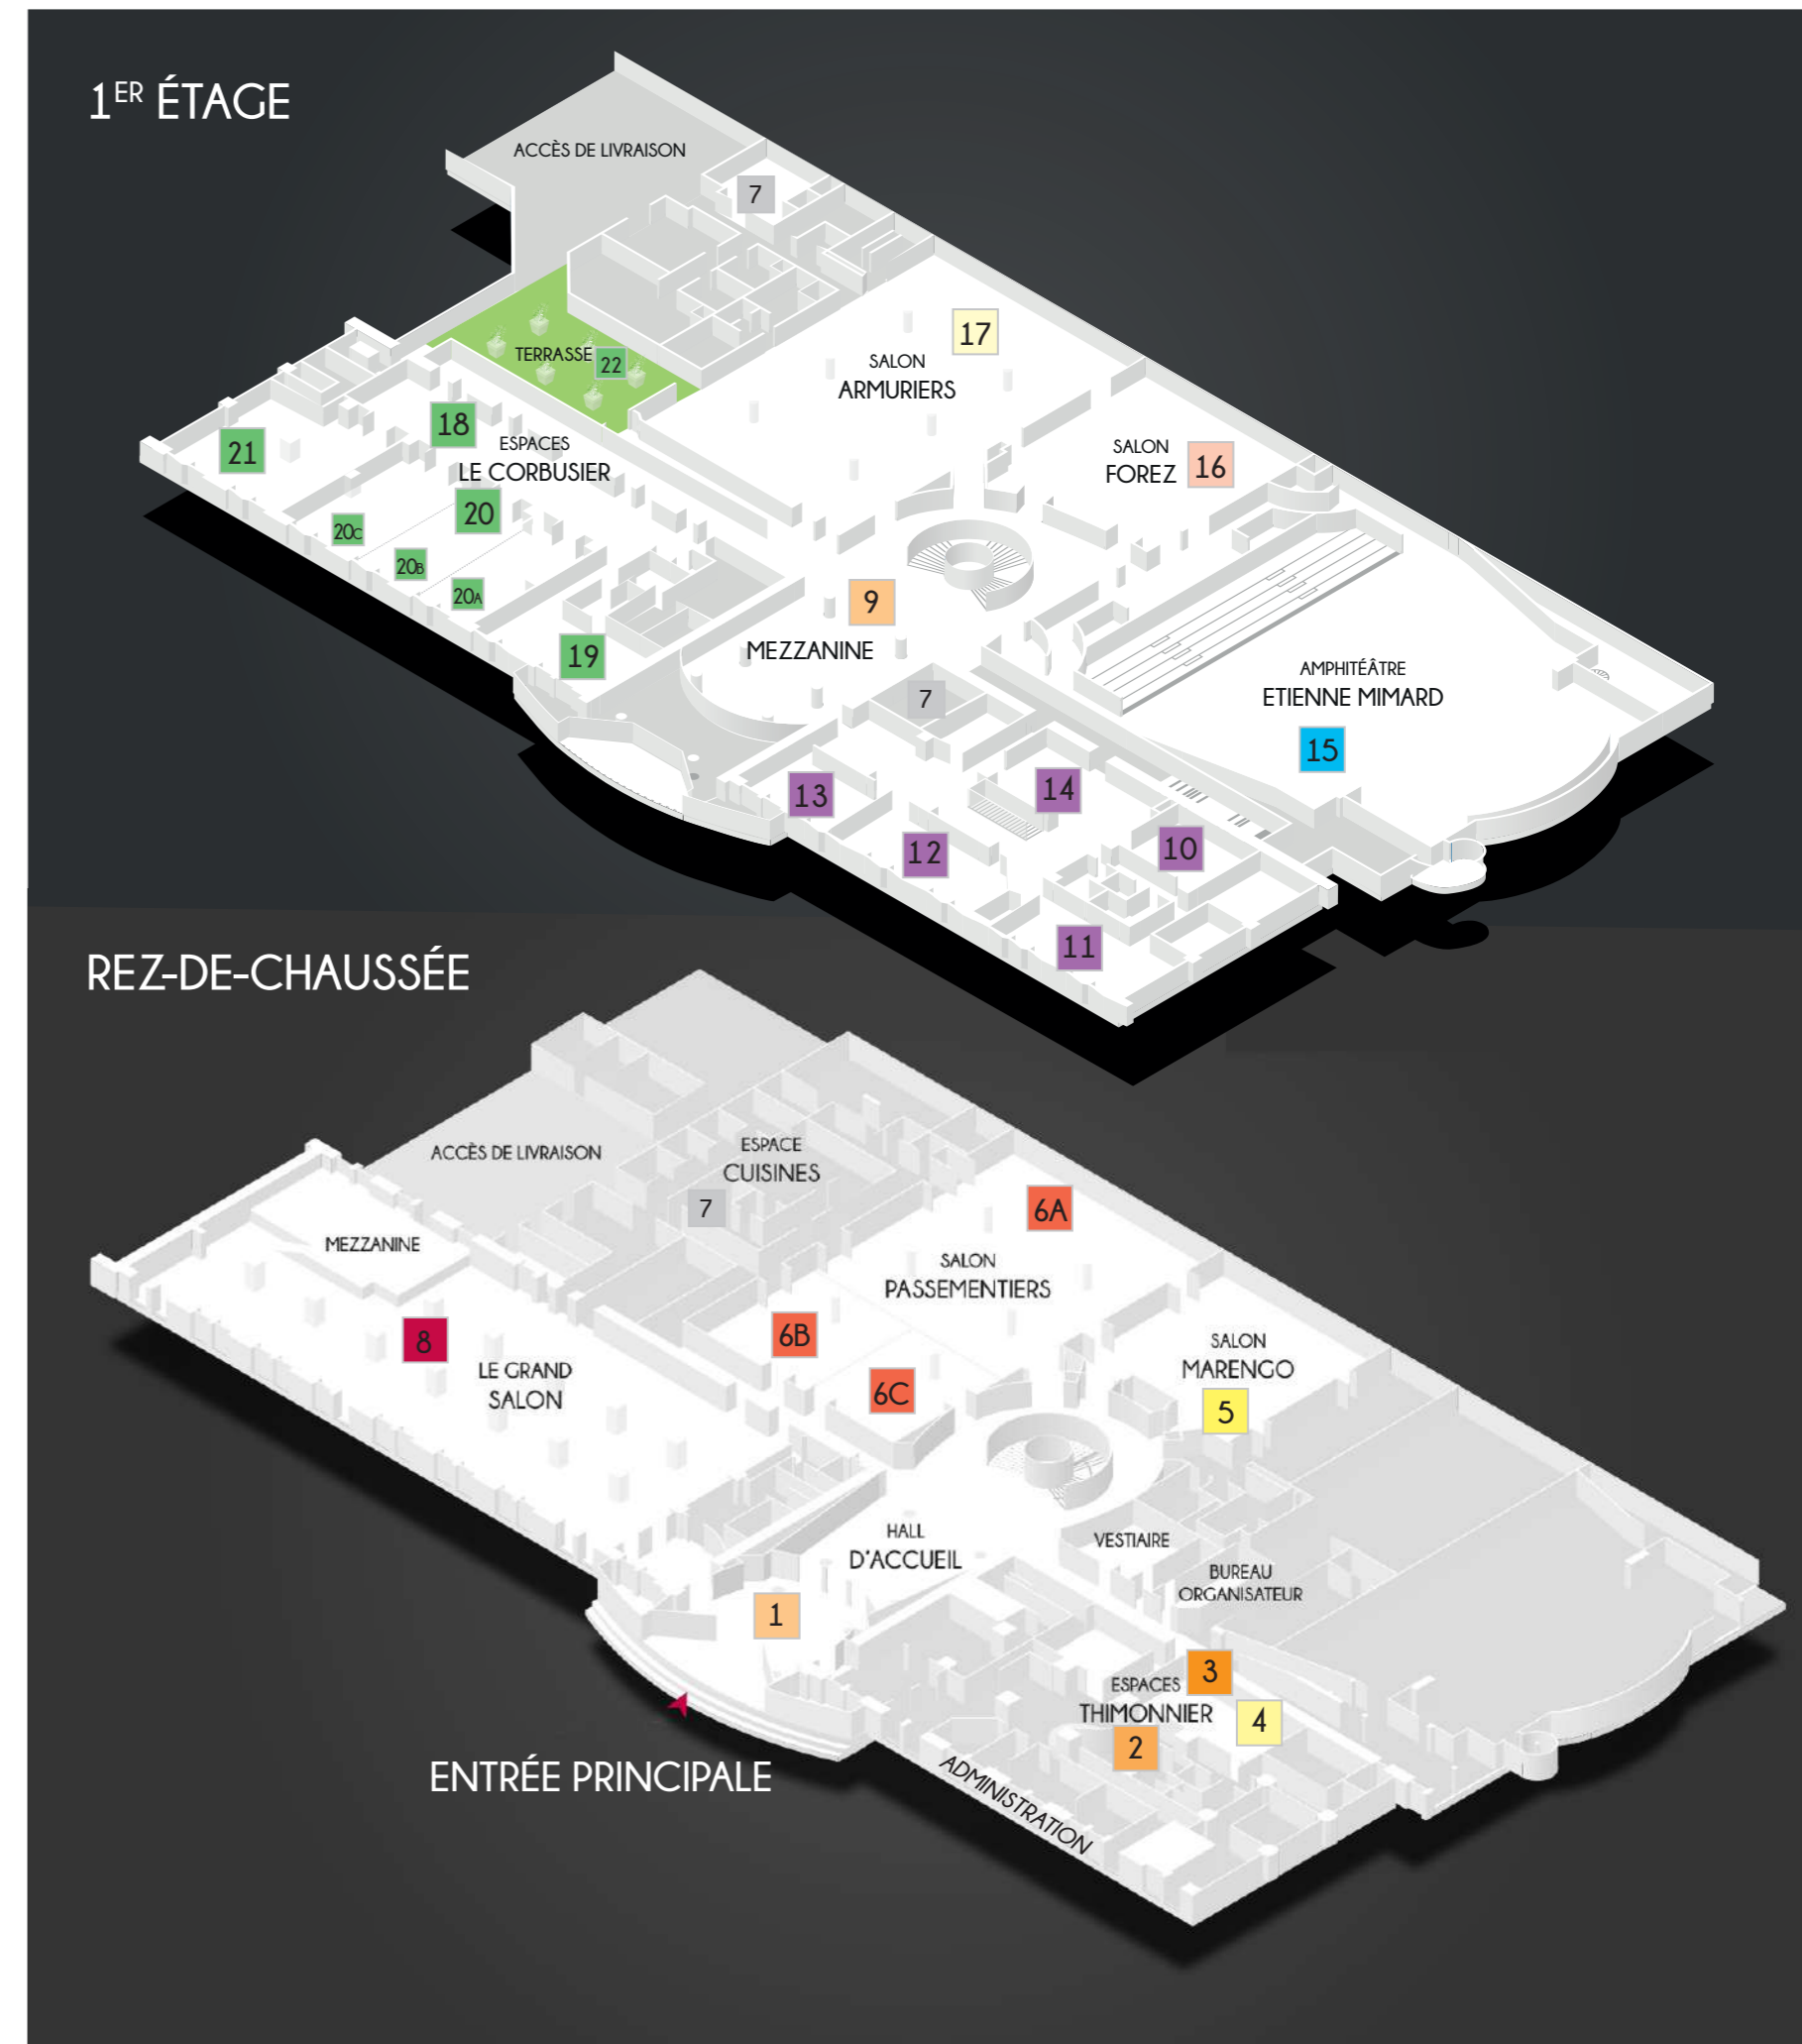 1ER ÉTAGE
ACCÈS DE LIVRAISON
7
17
SALON
ARMURIERS
TERRASSE 22
18
21
ESPACES
LE CORBUSIER
SALON
FOREZ 16
20
20C
20B
20A
9
MEZZANINE
19
7
AMPHITÉÂTRE
ETIENNE MIMARD
15
13
14
12
10
11
REZ-DE-CHAUSSÉE
ACCÈS DE LIVRAISON
ESPACE
CUISINES
7
6A
MEZZANINE
SALON
PASSEMENTIERS
6B
8
LE GRAND
SALON
6C
SALON
MARENGO
5
HALL
D'ACCUEIL
VESTIAIRE
BUREAU
ORGANISATEUR
1
3
ESPACES
THIMONNIER
4
2
ENTRÉE PRINCIPALE
ADMINISTRATION